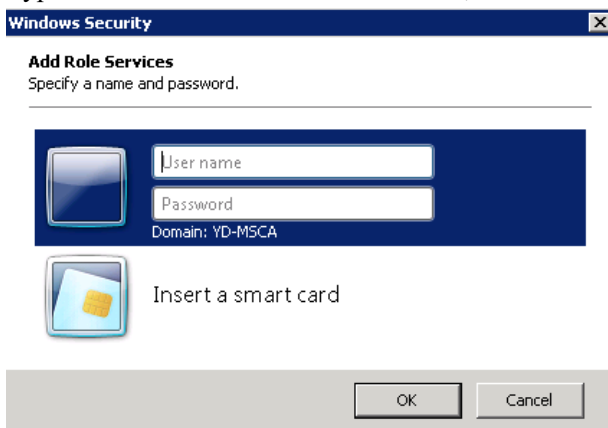 Windows Security
Add Role Services
Specify a name and password.
User name
Password
Domain: YD-MSCA
Insert a smart card
OK
Cancel